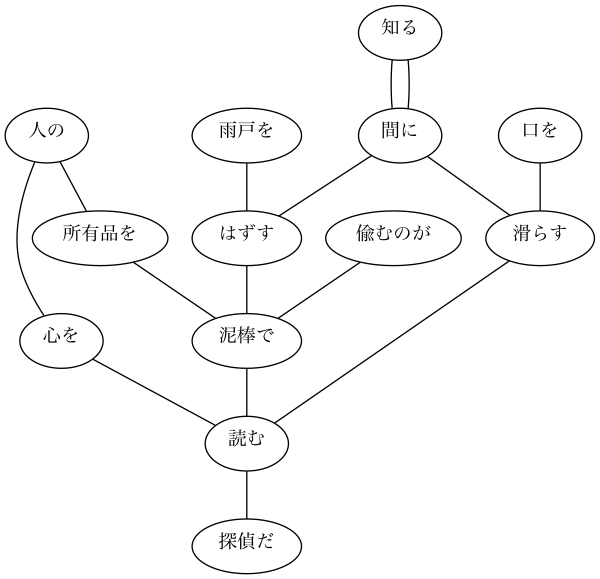 知る
人の
雨戸を
間に
口を
所有品を
はずす
偸むのが
滑らす
心を
泥棒で
読む
探偵だ